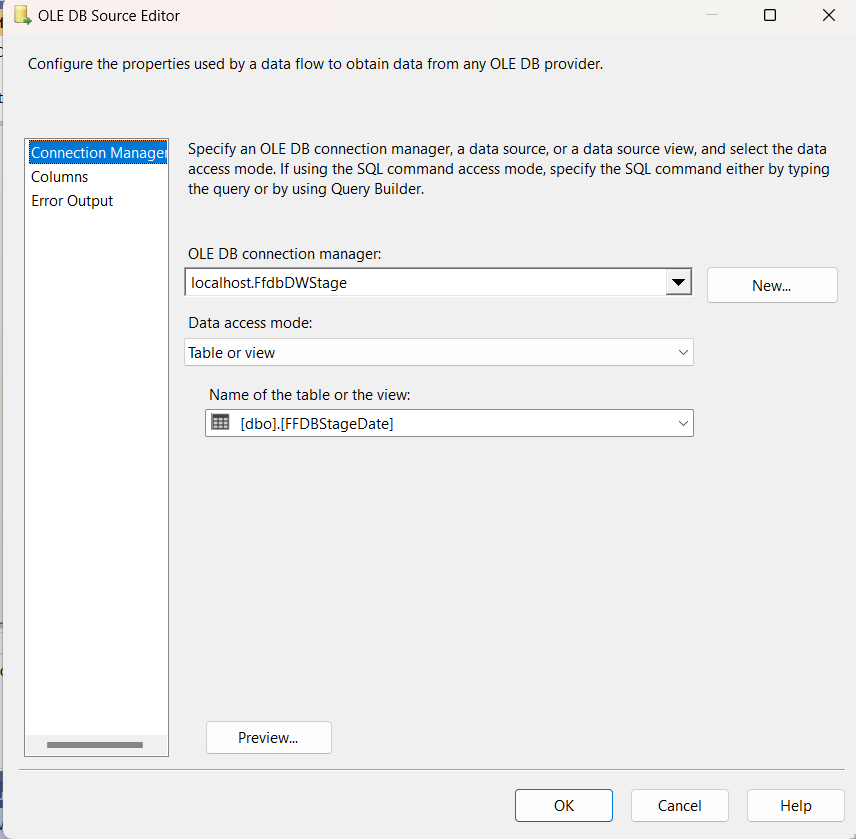 OLE DB Source Editor
Configure the properties used by a data flow to obtain data from any OLE DB provider.
Connection Manager
Columns
Error Output
Specify an OLE DB connection manager, a data source, or a data source view, and select the data
access mode. If using the SQL command access mode, specify the SQL command either by typing
the query or by using Query Builder.
OLE DB connection manager:
localhost.FfdbDWStage
New...
Data access mode:
Table or view
Name of the table or the view:
[dbo].[FFDBStageDate]
Preview...
OK
Cancel
Help